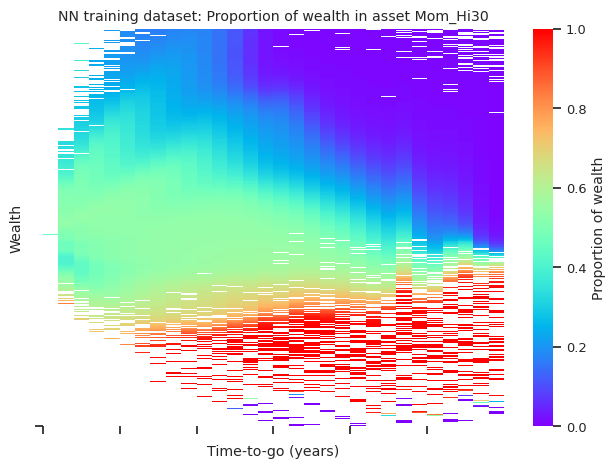 NN training dataset: Proportion of wealth in asset Mom_Hi30
Wealth
Time-to-go (years)
1.0
0.8
0.6
0.4
0.2
0.0
Proportion of wealth